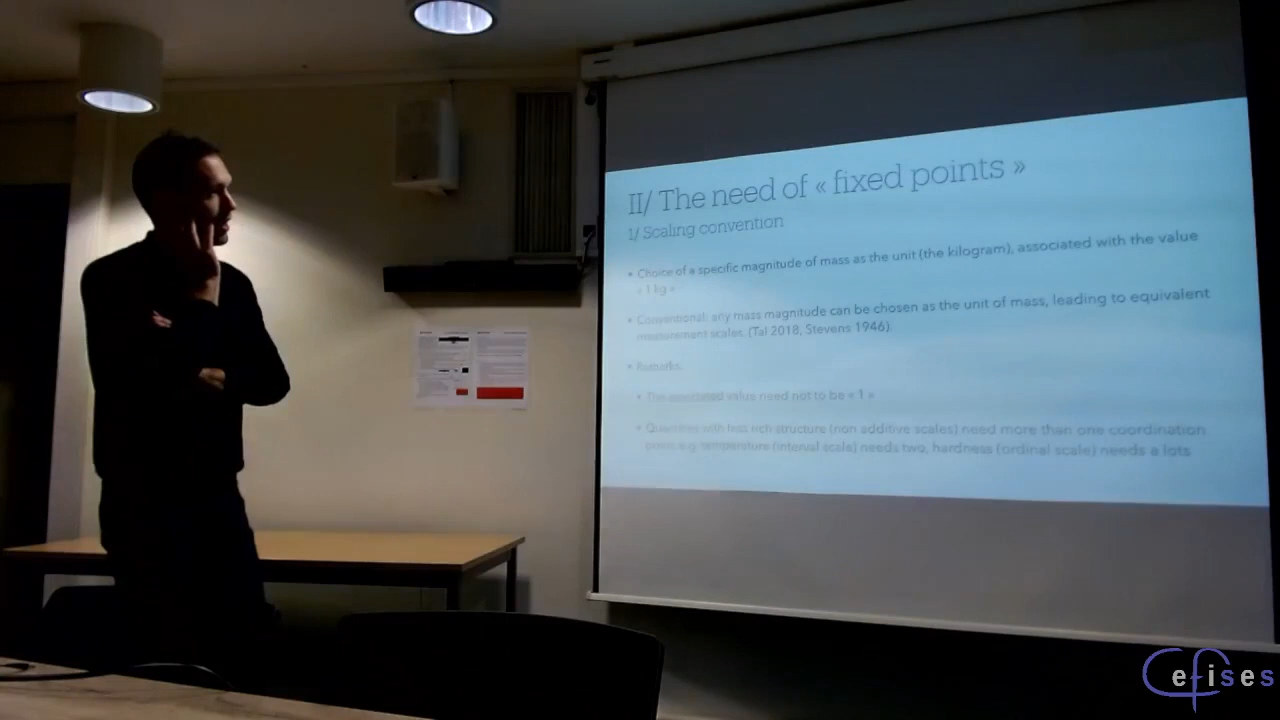 II/ The need of « fixed points »
1/ Scaling convention
• Choice of a specific magnitude of mass as the unit (the kilogram), associated with the value
« 1 kg »
• Conventional: any mass magnitude can be chosen as the unit of mass, leading to equivalent
measurement scales. (Tal 2018, Stevens 1946).
• Remarks:
• The associated value need not to be « 1 »
• Quantities with less rich structure (non additive scales) need more than one coordination
point, e.g. temperature (interval scale) needs two, hardness (ordinal scale) needs a lots
Cefises